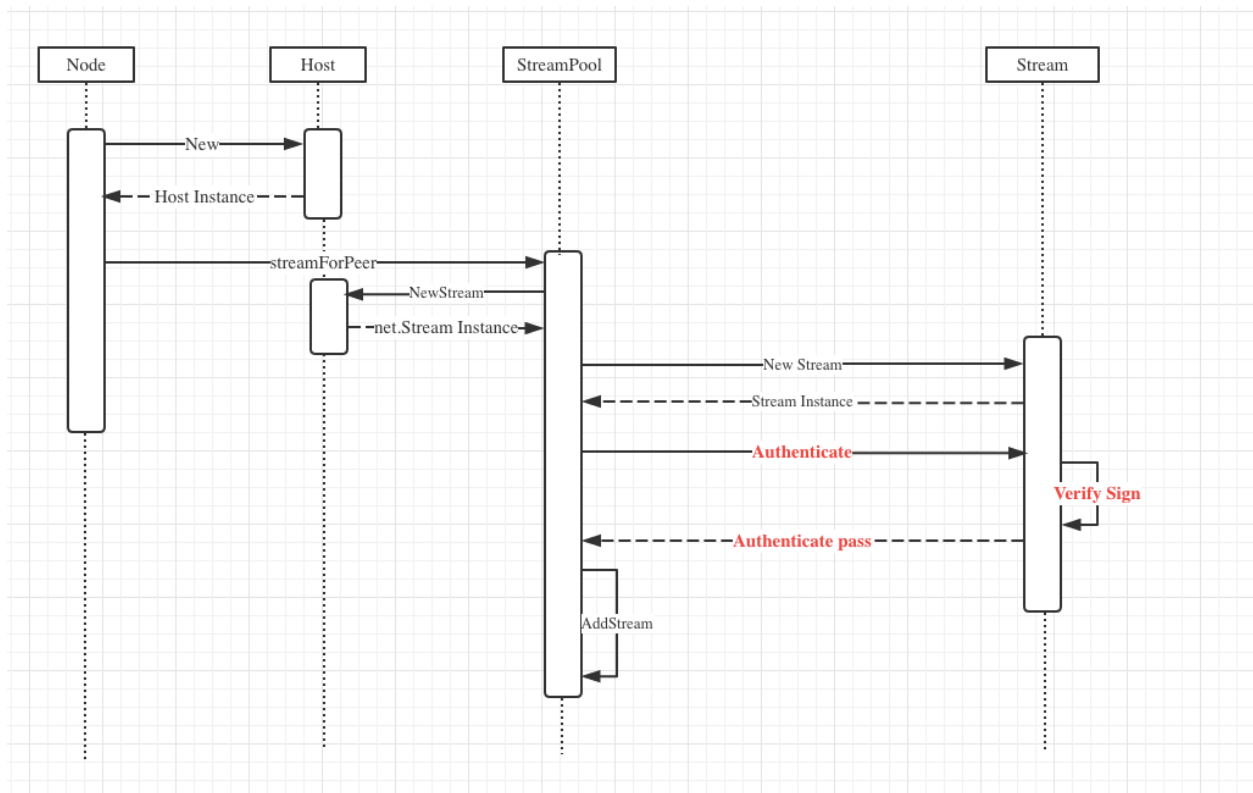 Node
Host
StreamPool
Stream
New
Host Instance
streamForPeer
NewStream
net.Stream Instance
New Stream
Stream Instance
Authenticate
Verify Sign
Authenticate pass
AddStream